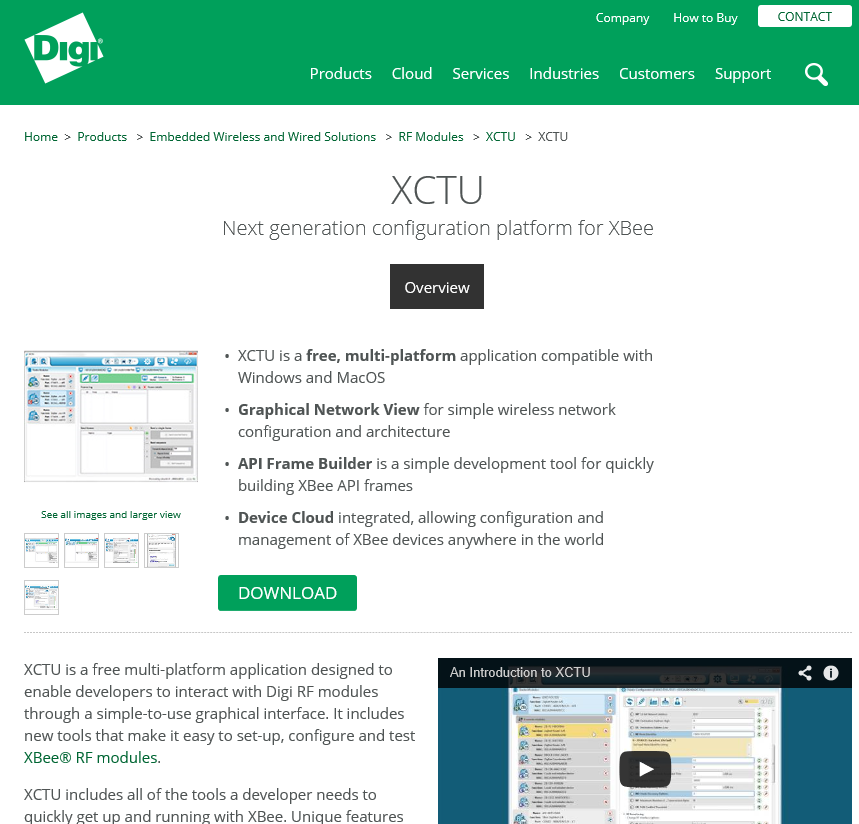 Company How to Buy CONTACT
Digi®
Products Cloud Services Industries Customers Support
Home > Products > Embedded Wireless and Wired Solutions > RF Modules > XCTU > XCTU
XCTU
Next generation configuration platform for XBee
Overview
• XCTU is a free, multi-platform application compatible with
Windows and MacOS
• Graphical Network View for simple wireless network
configuration and architecture
• API Frame Builder is a simple development tool for quickly
building XBee API frames
• Device Cloud integrated, allowing configuration and
management of XBee devices anywhere in the world
See all images and larger view
DOWNLOAD
XCTU is a free multi-platform application designed to
enable developers to interact with Digi RF modules
through a simple-to-use graphical interface. It includes
new tools that make it easy to set-up, configure and test
XBee® RF modules.
XCTU includes all of the tools a developer needs to
quickly get up and running with XBee. Unique features
An Introduction to XCTU